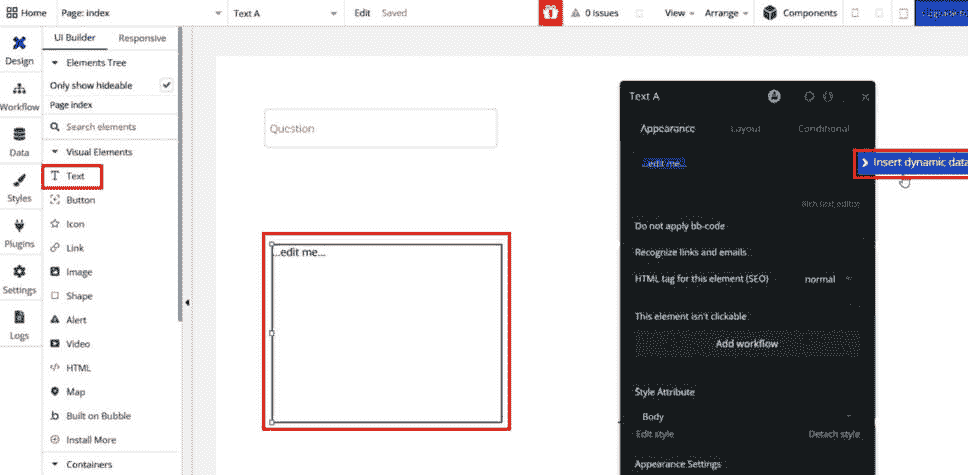 Home Page: index Text A Edit Saved 0 Issues View Arrange Components Upgrade
UI Builder Responsive
Design
Elements Tree
Only show hideable
Page index
Workflow
Search elements
Data
Visual Elements
Text
Button
Styles
Icon
Link
Plugins
Image
Settings
Shape
Alert
Logs
Video
HTML
Map
Built on Bubble
Install More
Containers
Question
...edit me...
Text A
Appearance Layout Conditional
...edit me...
Insert dynamic data
Rich text editor
Do not apply bb-code
Recognize links and emails
HTML tag for this element (SEO) normal
This element isn't clickable
Add workflow
Style Attribute
Body
Edit style Detach style
Appearance Settings